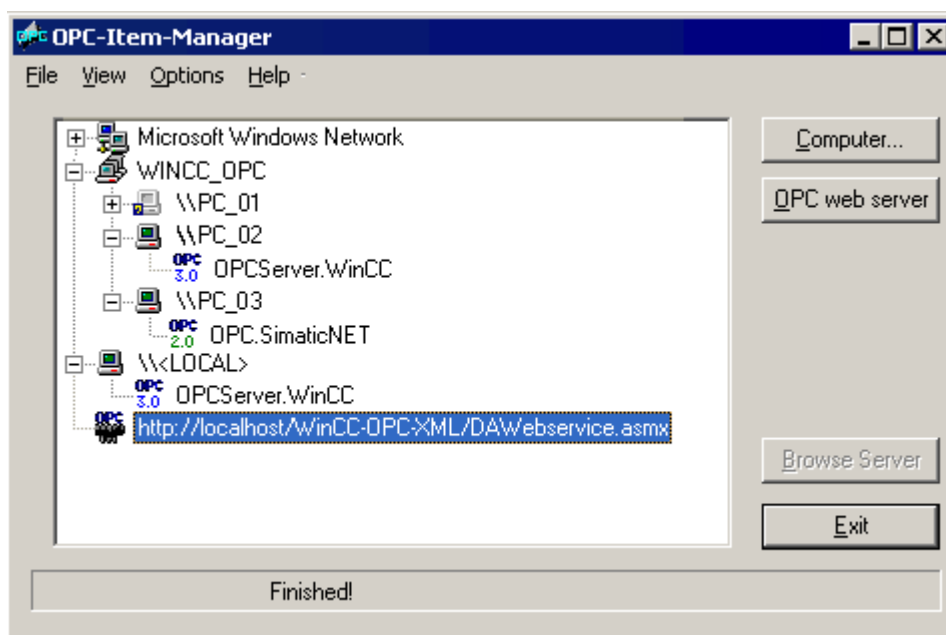 OPC-Item-Manager
File View Options Help
Microsoft Windows Network
WINCC_OPC
\\PC_01
\\PC_02
OPC 3.0 OPCServer.WinCC
\\PC_03
OPC 2.0 OPC.SimaticNET
\\<LOCAL>
OPC 3.0 OPCServer.WinCC
OPC http://localhost/WinCC-OPC-XML/DAWebservice.asmx
Computer...
OPC web server
Browse Server
Exit
Finished!